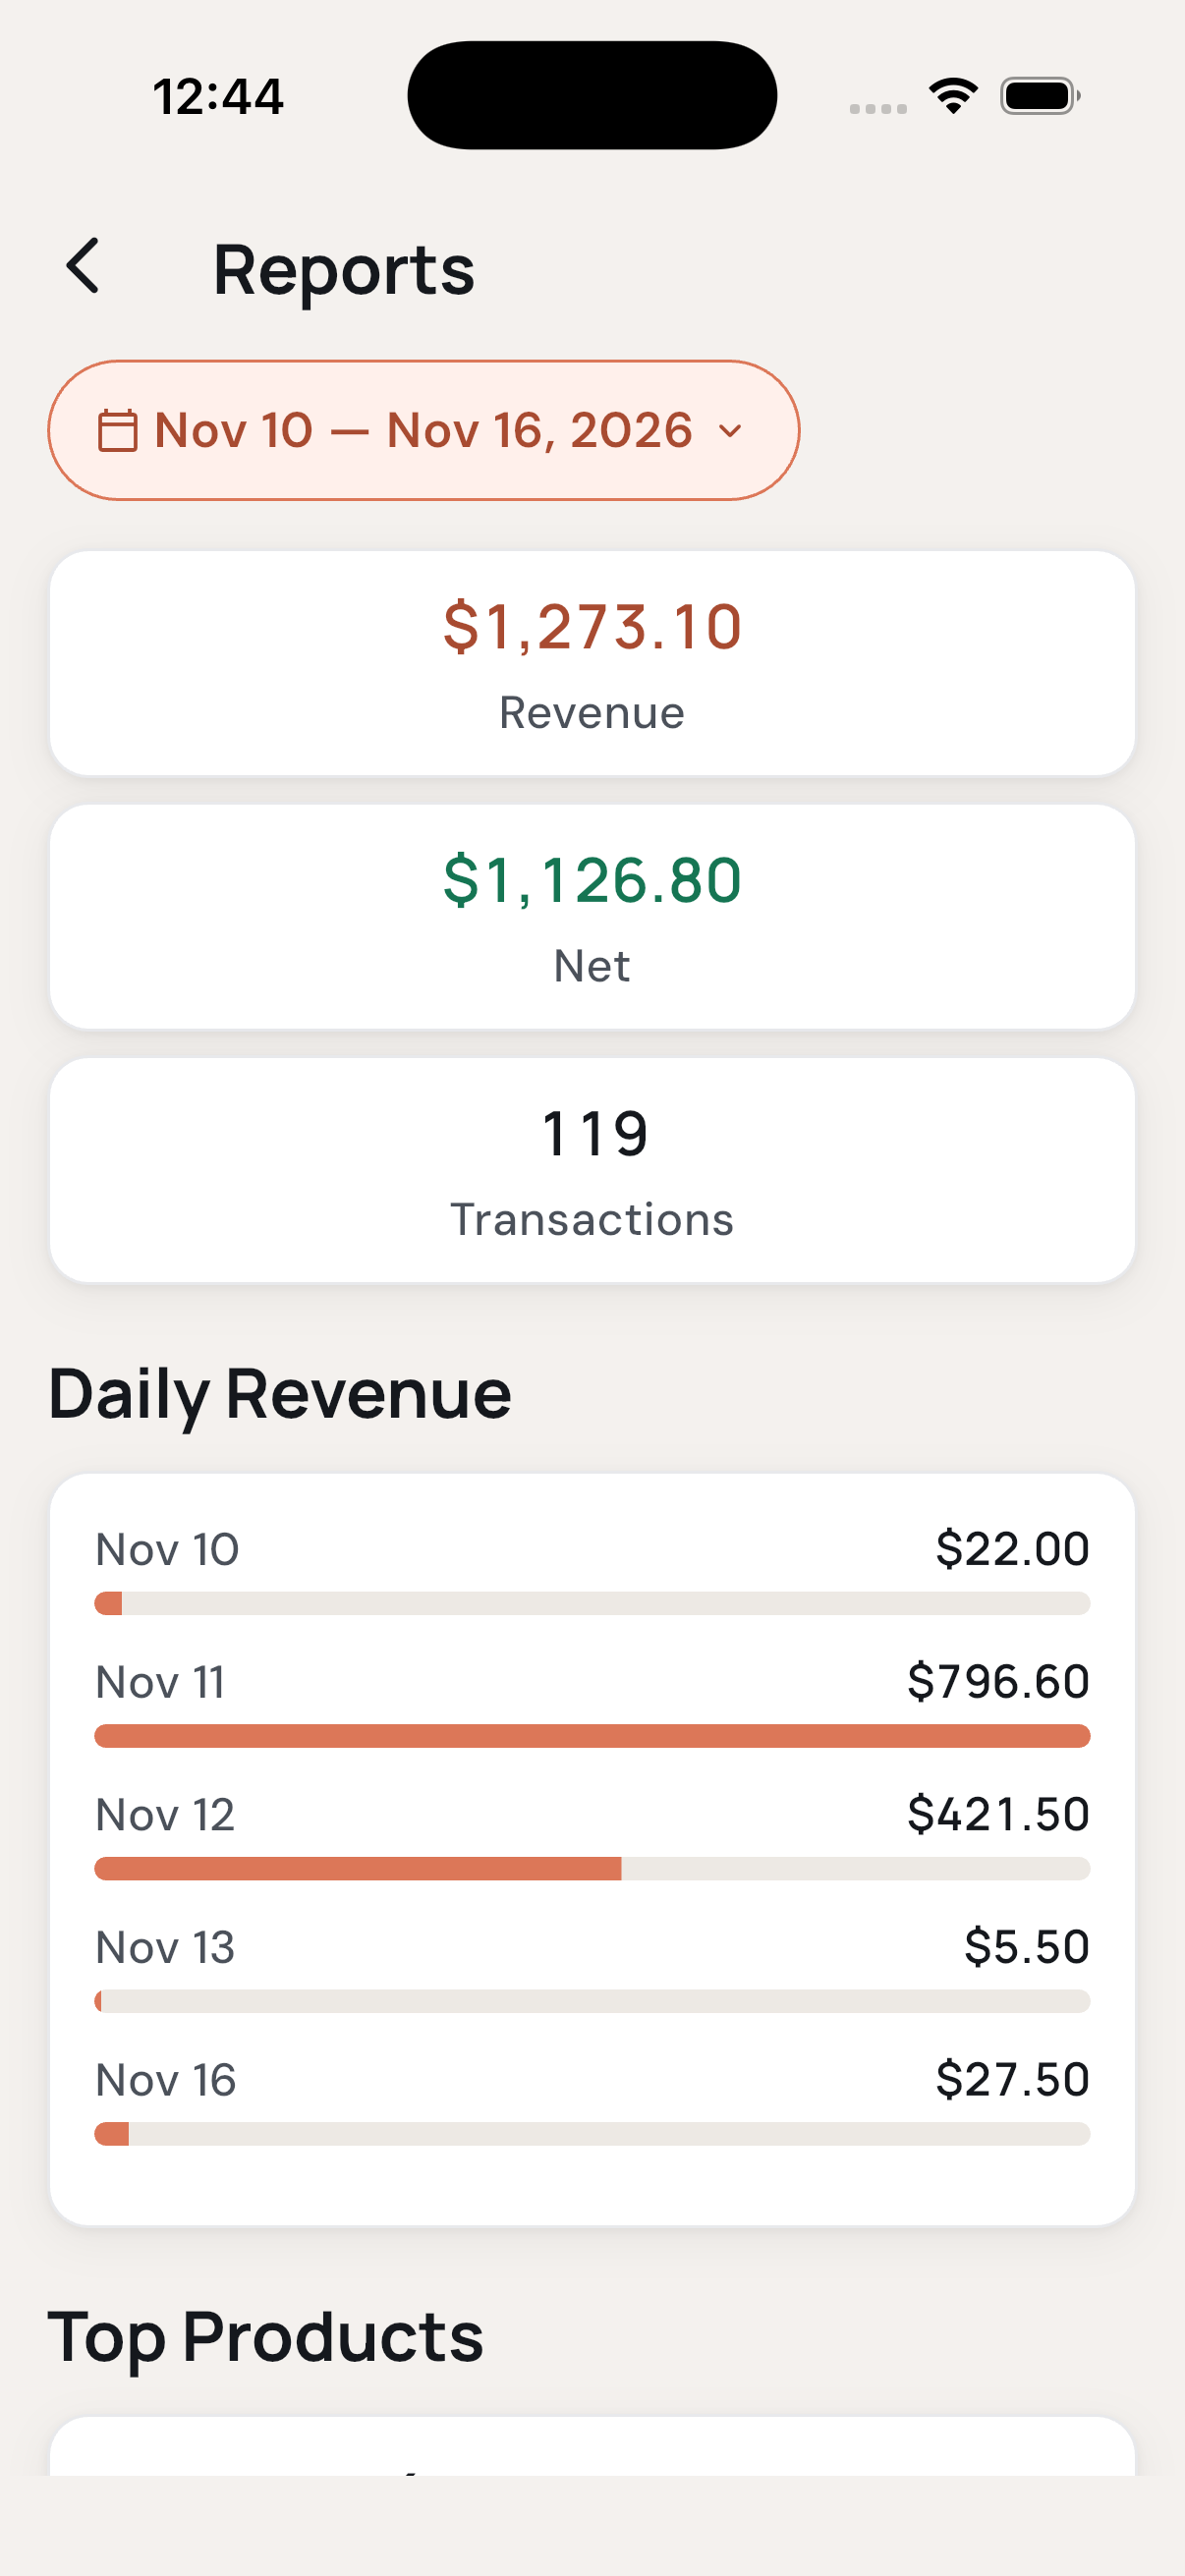 12:44
Reports
Nov 10 — Nov 16, 2026
$1,273.10
Revenue
$1,126.80
Net
119
Transactions
Daily Revenue
Nov 10 $22.00
Nov 11 $796.60
Nov 12 $421.50
Nov 13 $5.50
Nov 16 $27.50
Top Products